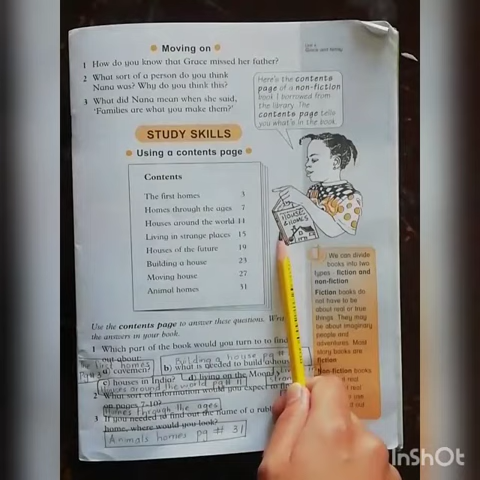 Moving on
1 How do you know that Grace missed her father?
2 What sort of a person do you think
Nana was? Why do you think this?
3 What did Nana mean when she said,
'Families are what you make them?'
Here's the contents
page of a non-fiction
book I borrowed from
the library. The
contents page tells
you what's in the book.
STUDY SKILLS
Using a contents page
Contents
The first homes 3
Homes through the ages 7
Houses around the world 11
Living in strange places 15
Houses of the future 19
Building a house 23
Moving house 27
Animal homes 31
HOUSES
& HOMES
We can divide
books into two
types - fiction and
non-fiction.
Fiction books do
not have to be
about real or true
things. They may
be about imaginary
people and
adventures. Most
story books are
fiction.
Non-fiction books
Use the contents page to answer these questions.
the answers in your book.
1 Which part of the book would you turn to to find
out about:
first homes
Building a house pg #
a) cavemen? b) what is needed to build a
c) houses in India? d) living on the Moon?
Houses around the world pg # 11
2 What sort of information would you expect to
on pages 7-10?
Homes through the ages
3 If you needed to find out the name of a
home, where would you look?
Animals homes pg # 31
InShOt